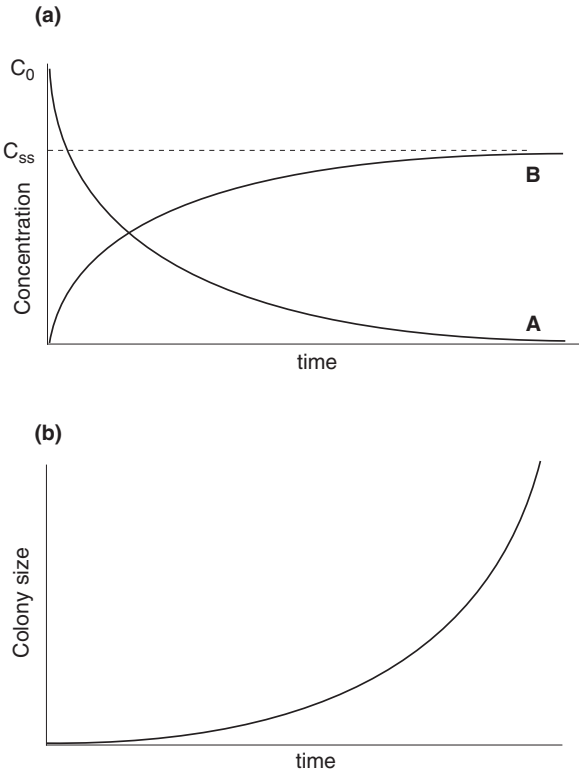 (a)
C0
Css
Concentration
B
A
time
(b)
Colony size
time